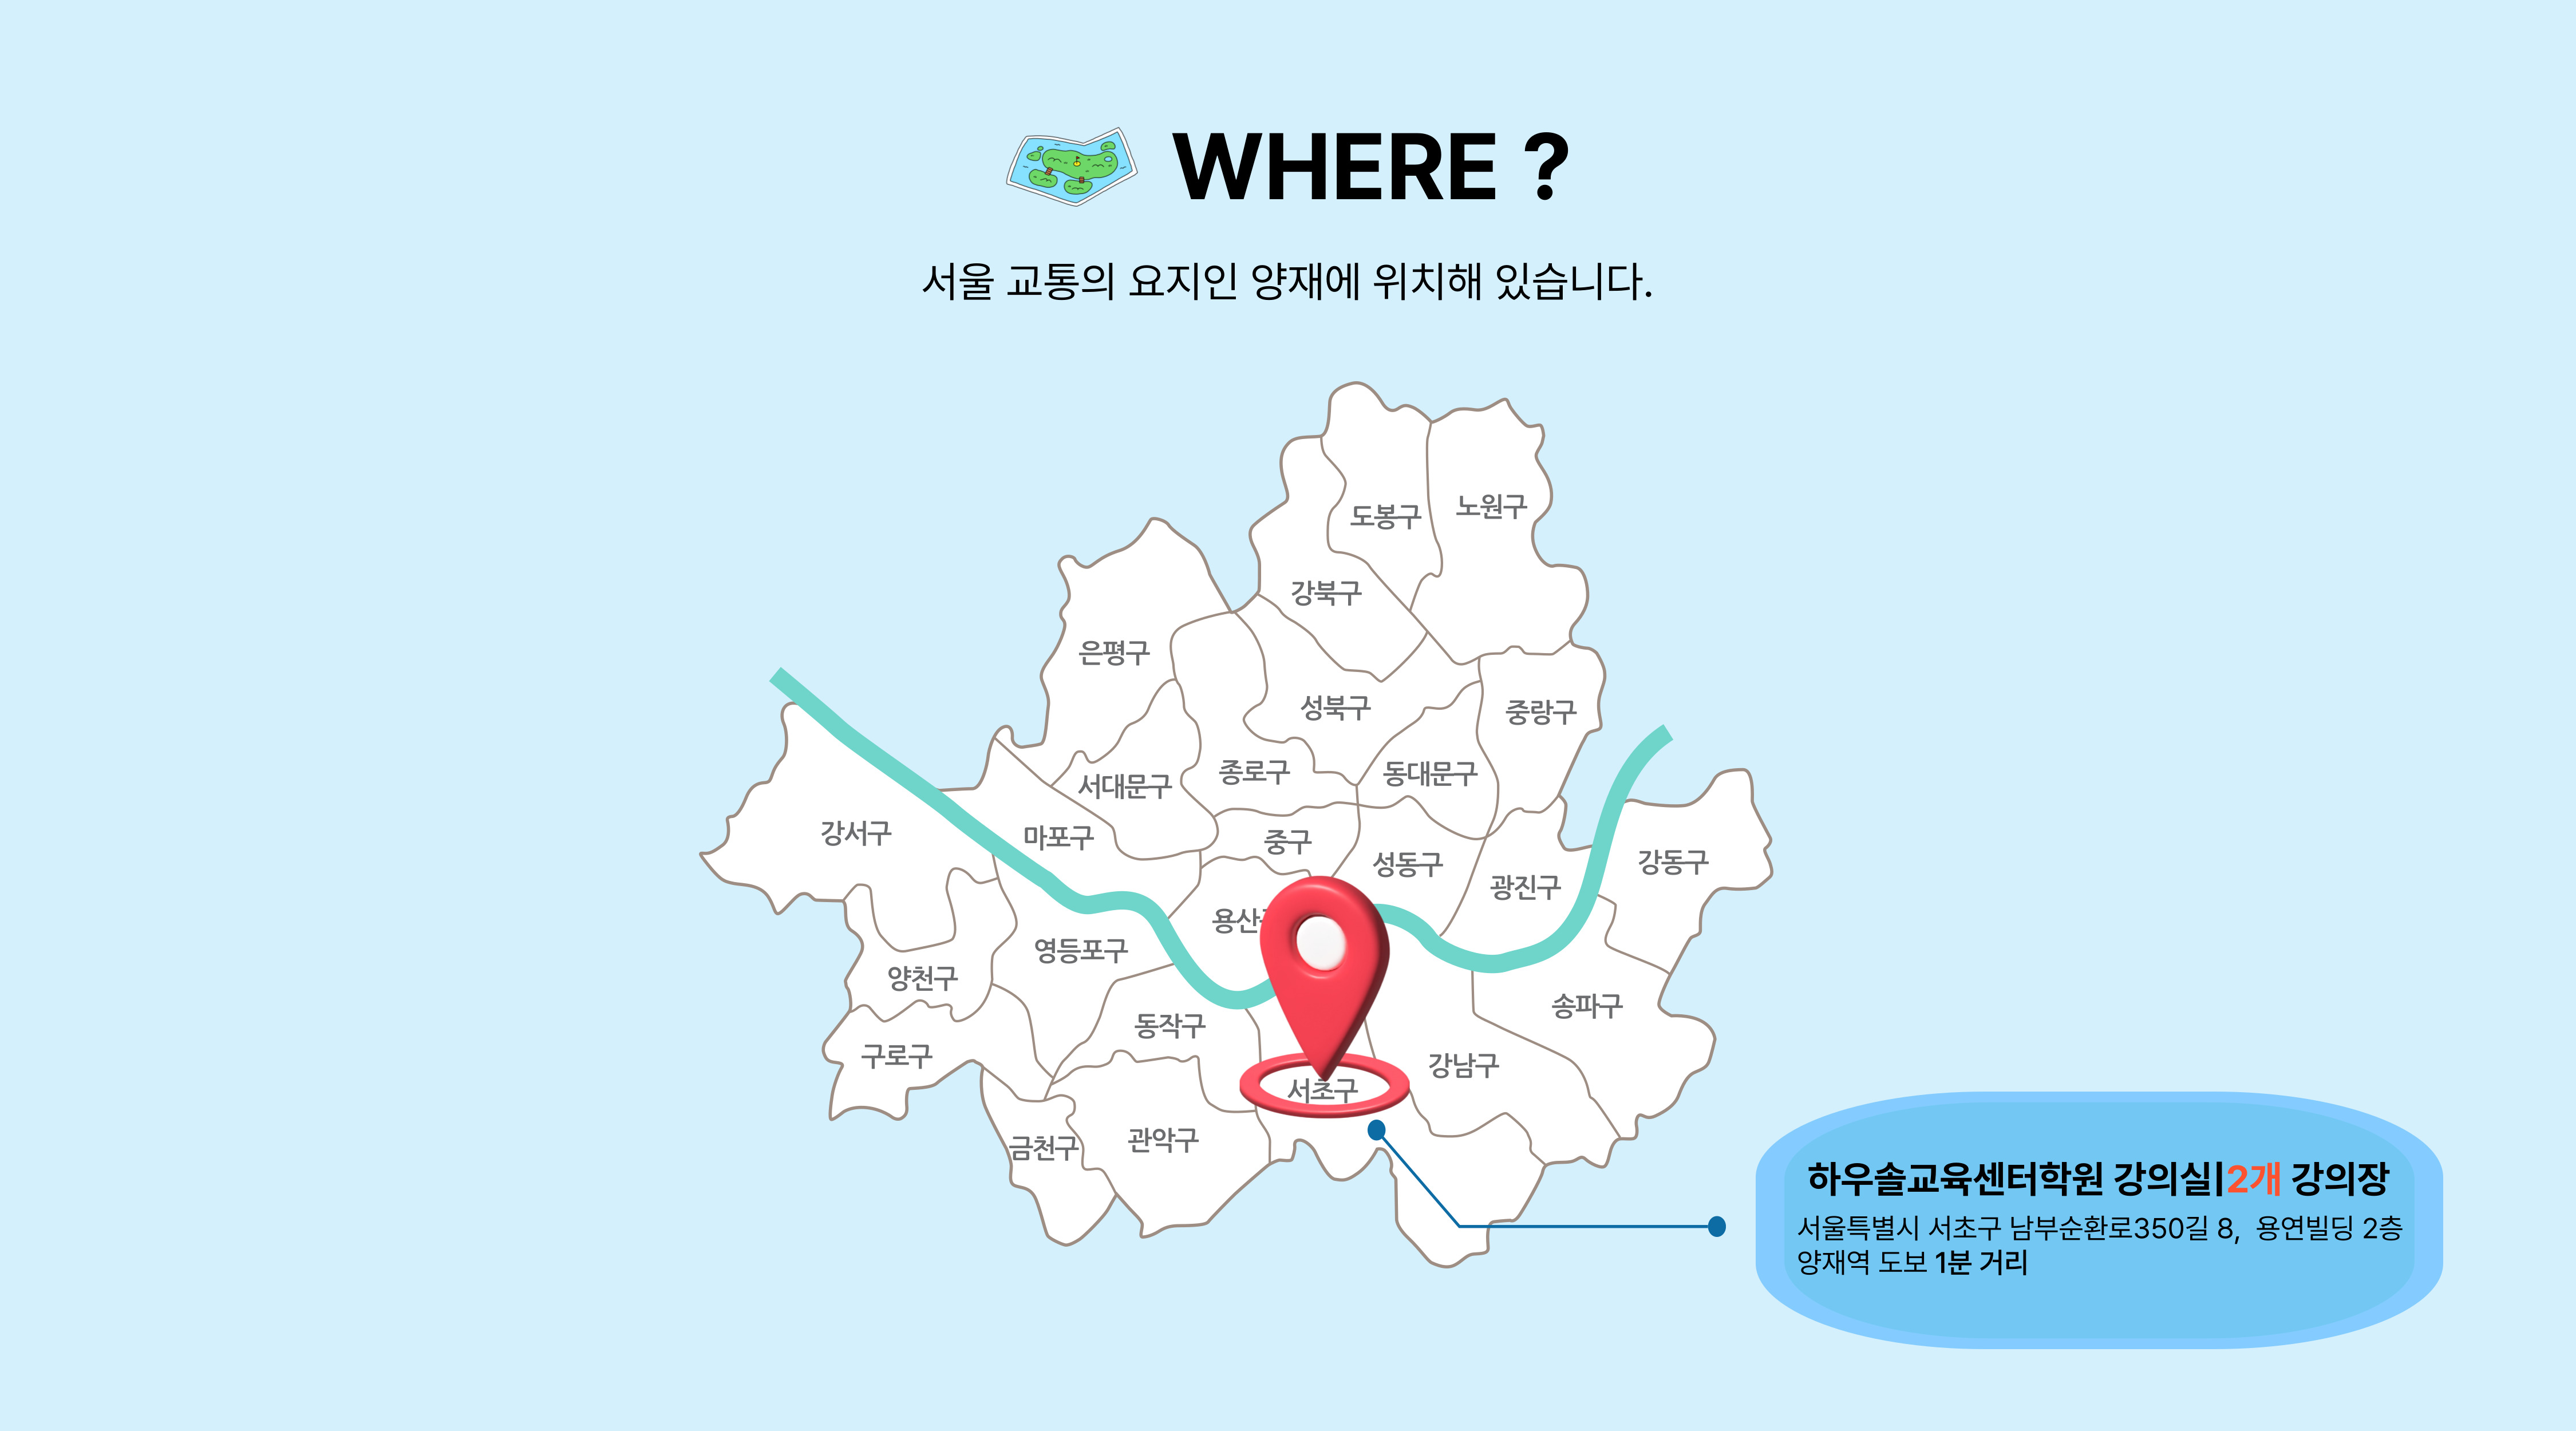 WHERE ?
서울 교통의 요지인 양재에 위치해 있습니다.
도봉구
노원구
강북구
은평구
성북구
중랑구
서대문구
종로구
동대문구
강서구
마포구
중구
성동구
광진구
강동구
용산
영등포구
양천구
송파구
동작구
구로구
강남구
서초구
금천구
관악구
하우솔교육센터학원 강의실|2개 강의장
서울특별시 서초구 남부순환로350길 8, 용연빌딩 2층
양재역 도보 1분 거리